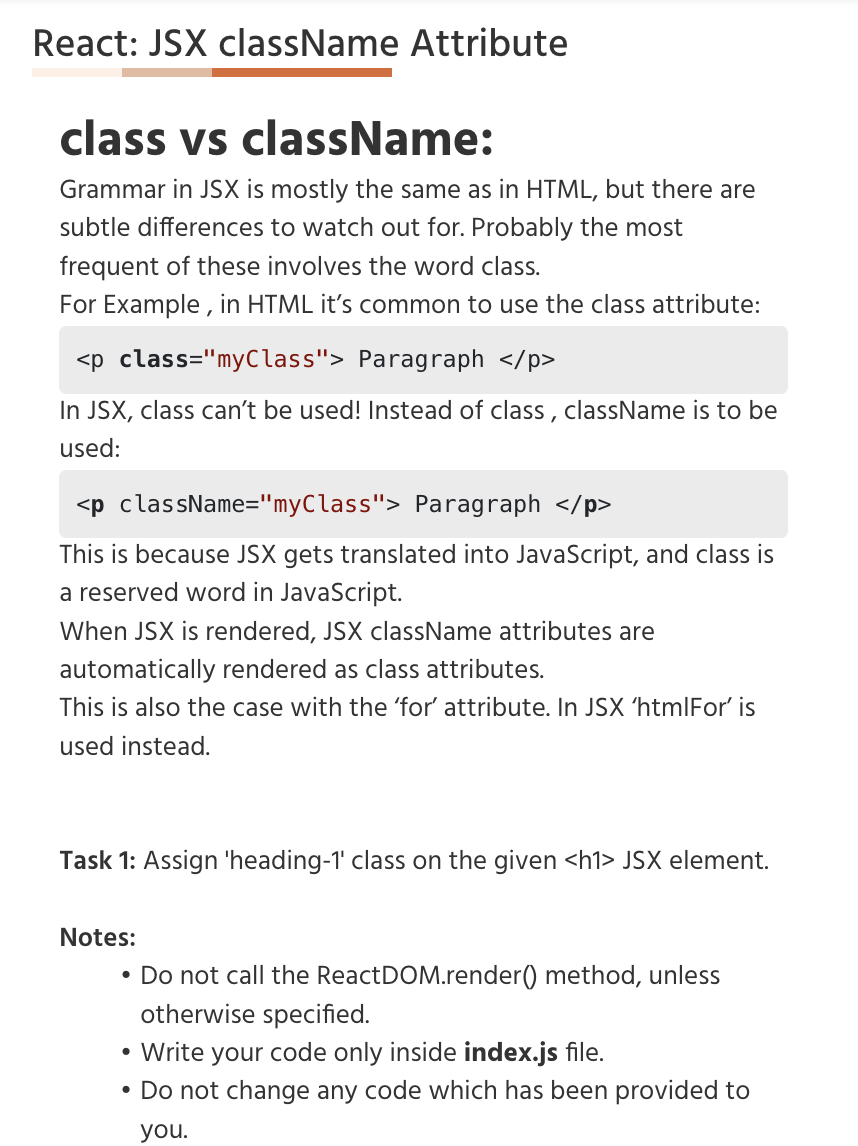 React: JSX className Attribute
class vs className:
Grammar in JSX is mostly the same as in HTML, but there are
subtle differences to watch out for. Probably the most
frequent of these involves the word class.
For Example , in HTML it’s common to use the class attribute:
<p class="myClass"> Paragraph </p>
In JSX, class can’t be used! Instead of class , className is to be
used:
<p className="myClass"> Paragraph </p>
This is because JSX gets translated into JavaScript, and class is
a reserved word in JavaScript.
When JSX is rendered, JSX className attributes are
automatically rendered as class attributes.
This is also the case with the ‘for’ attribute. In JSX ‘htmlFor’ is
used instead.
Task 1: Assign 'heading-1' class on the given <h1> JSX element.
Notes:
• Do not call the ReactDOM.render() method, unless
otherwise specified.
• Write your code only inside index.js file.
• Do not change any code which has been provided to
you.